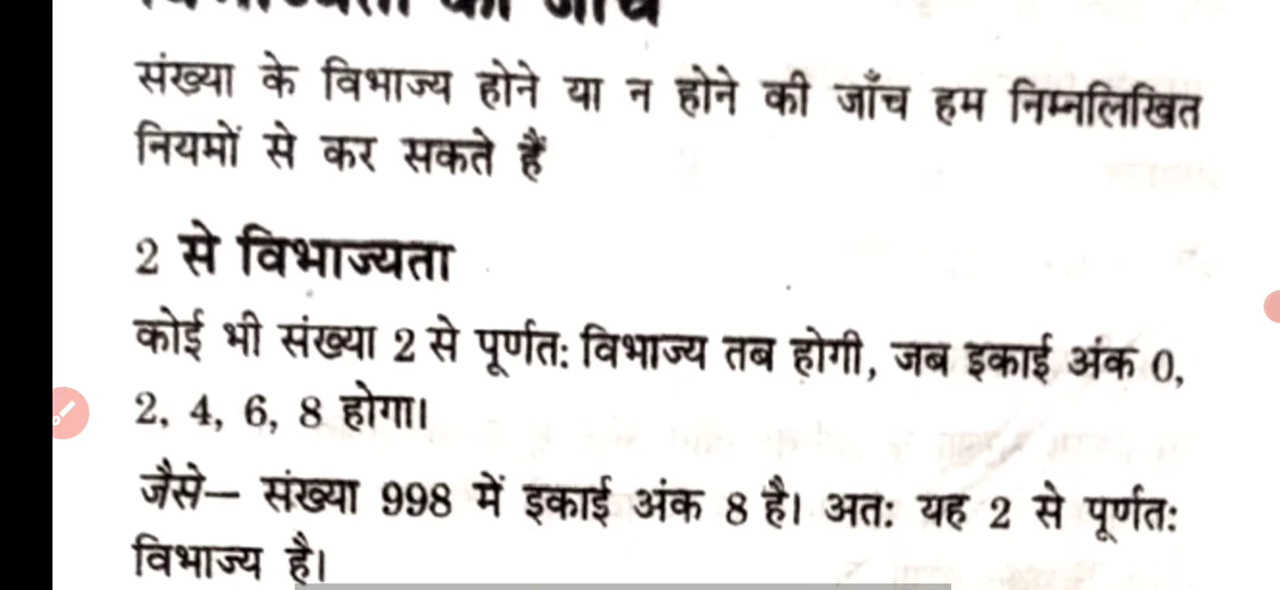 विभाज्यता की जाँच
संख्या के विभाज्य होने या न होने की जाँच हम निम्नलिखित
नियमों से कर सकते हैं
2 से विभाज्यता
कोई भी संख्या 2 से पूर्णत: विभाज्य तब होगी, जब इकाई अंक 0,
2, 4, 6, 8 होगा।
जैसे– संख्या 998 में इकाई अंक 8 है। अत: यह 2 से पूर्णत:
विभाज्य है।